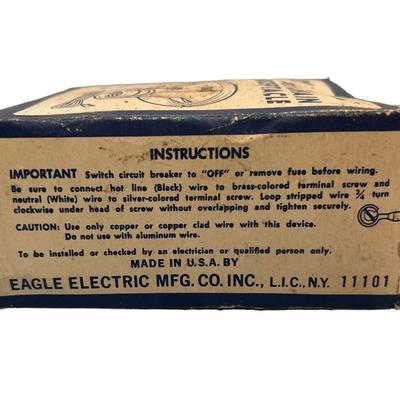 INSTRUCTIONS
IMPORTANT Switch circuit breaker to "OFF" or remove fuse before wiring.
Be sure to connect hot line (Black) wire to brass-colored terminal screw and
neutral (White) wire to silver-colored terminal screw. Loop stripped wire ¾ turn
clockwise under head of screw without overlapping and tighten securely.
CAUTION: Use only copper or copper clad wire with this device.
Do not use with aluminum wire.
To be installed or checked by an electrician or qualified person only.
MADE IN U.S.A. BY
EAGLE ELECTRIC MFG. CO. INC., L.I.C., N.Y. 11101